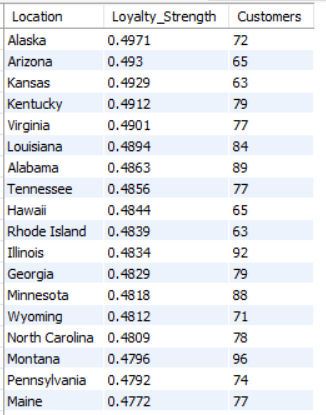 Location Loyalty_Strength Customers
Alaska 0.4971 72
Arizona 0.493 65
Kansas 0.4929 63
Kentucky 0.4912 79
Virginia 0.4901 77
Louisiana 0.4894 84
Alabama 0.4863 89
Tennessee 0.4856 77
Hawaii 0.4844 65
Rhode Island 0.4839 63
Illinois 0.4834 92
Georgia 0.4829 79
Minnesota 0.4818 88
Wyoming 0.4812 71
North Carolina 0.4809 78
Montana 0.4796 96
Pennsylvania 0.4792 74
Maine 0.4772 77